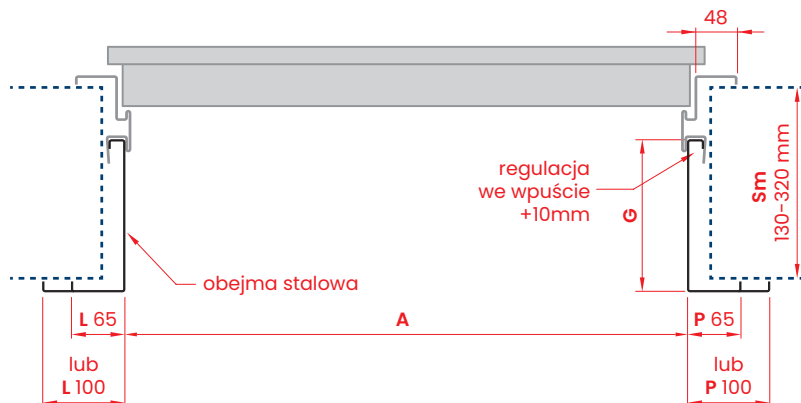 48
regulacja
we wpuście
+10mm
G
Sm
130-320 mm
obejma stalowa
L 65
A
P 65
lub
L 100
lub
P 100